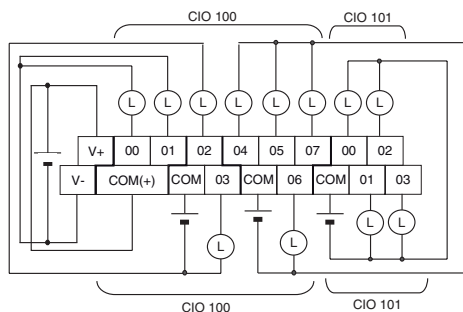 CIO 100 CIO 101
L L L L L L L L
V+ 00 01 02 04 05 07 00 02
V- COM(+) COM 03 COM 06 COM 01 03
L L
L
L
CIO 100 CIO 101